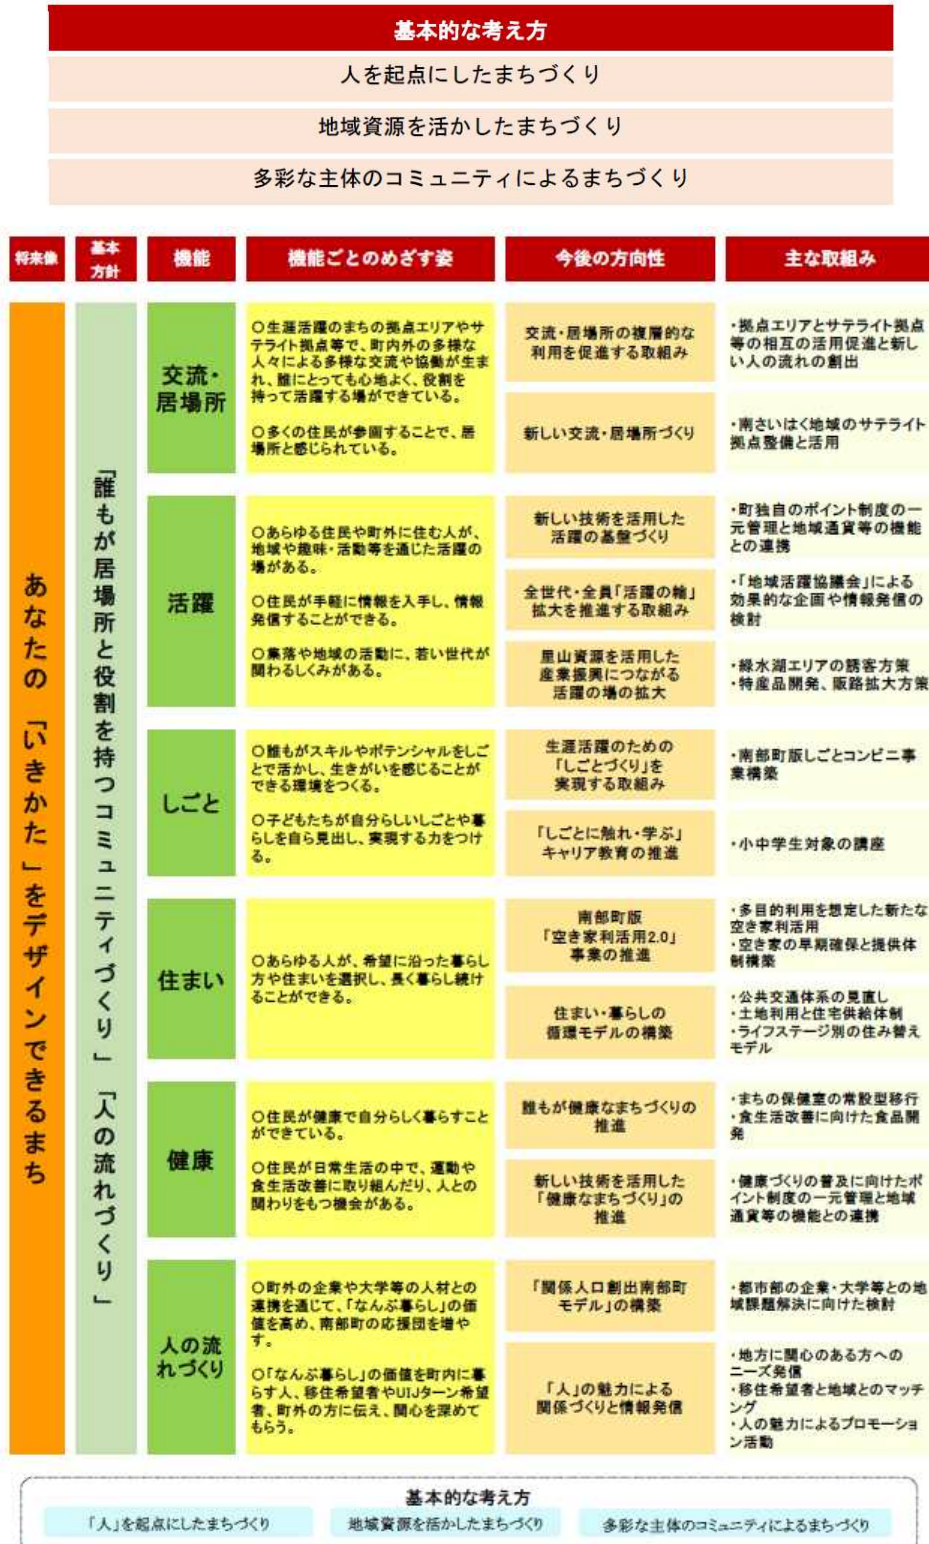 基本的な考え方
人を起点にしたまちづくり
地域資源を活かしたまちづくり
多彩な主体のコミュニティによるまちづくり
将来像
基本
方針
機能
機能ごとのめざす姿
今後の方向性
主な取組み
あなたの「いきかた」をデザインできるまち
「誰もが居場所と役割を持つコミュニティづくり」「人の流れづくり」
交流・
居場所
〇生涯活躍のまちの拠点エリアやサ
テライト拠点等で、町内外の多様な
人々による多様な交流や協働が生ま
れ、誰にとっても心地よく、役割を
持って活躍する場ができている。
〇多くの住民が参画することで、居
場所と感じられている。
交流・居場所の複層的な
利用を促進する取組み
・拠点エリアとサテライト拠点
等の相互の活用促進と新し
い人の流れの創出
新しい交流・居場所づくり
・南さいはく地域のサテライト
拠点整備と活用
活躍
〇あらゆる住民や町外に住む人が、
地域や趣味・活動等を通じた活躍の
場がある。
〇住民が手軽に情報を入手し、情報
発信することができる。
〇集落や地域の活動に、若い世代が
関わるしくみがある。
新しい技術を活用した
活躍の基盤づくり
・町独自のポイント制度の一
元管理と地域通貨等の機能
との連携
全世代・全員「活躍の輪」
拡大を推進する取組み
・「地域活躍協議会」による
効果的な企画や情報発信の
検討
里山資源を活用した
産業振興につながる
活躍の場の拡大
・緑水湖エリアの誘客方策
・特産品開発、販路拡大方策
しごと
〇誰もがスキルやポテンシャルをしご
とで活かし、生きがいを感じることが
できる環境をつくる。
〇子どもたちが自分らしいしごとや暮
らしを自ら見出し、実現する力をつけ
る。
生涯活躍のための
「しごとづくり」を
実現する取組み
・南部町版しごとコンビニ事
業構築
「しごとに触れ・学ぶ」
キャリア教育の推進
・小中学生対象の講座
住まい
〇あらゆる人が、希望に沿った暮らし
方や住まいを選択し、長く暮らし続け
ることができる。
南部町版
「空き家利活用2.0」
事業の推進
・多目的利用を想定した新たな
空き家利活用
・空き家の早期確保と提供体
制構築
住まい・暮らしの
循環モデルの構築
・公共交通体系の見直し
・土地利用と住宅供給体制
・ライフステージ別の住み替え
モデル
健康
〇住民が健康で自分らしく暮らすこと
ができている。
〇住民が日常生活の中で、運動や
食生活改善に取り組んだり、人との
関わりをもつ機会がある。
誰もが健康なまちづくりの
推進
・まちの保健室の常設型移行
・食生活改善に向けた食品開
発
新しい技術を活用した
「健康なまちづくり」の
推進
・健康づくりの普及に向けたポ
イント制度の一元管理と地域
通貨等の機能との連携
人の流
れづくり
〇町外の企業や大学等の人材との
連携を通じて、「なんぶ暮らし」の価
値を高め、南部町の応援団を増や
す。
〇「なんぶ暮らし」の価値を町内に暮
らす人、移住希望者やUIJターン希望
者、町外の方に伝え、関心を深めて
もらう。
「関係人口創出南部町
モデル」の構築
・都市部の企業・大学等との地
域課題解決に向けた検討
「人」の魅力による
関係づくりと情報発信
・地方に関心のある方への
ニーズ発信
・移住希望者と地域とのマッチ
ング
・人の魅力によるプロモーショ
ン活動
基本的な考え方
「人」を起点にしたまちづくり
地域資源を活かしたまちづくり
多彩な主体のコミュニティによるまちづくり